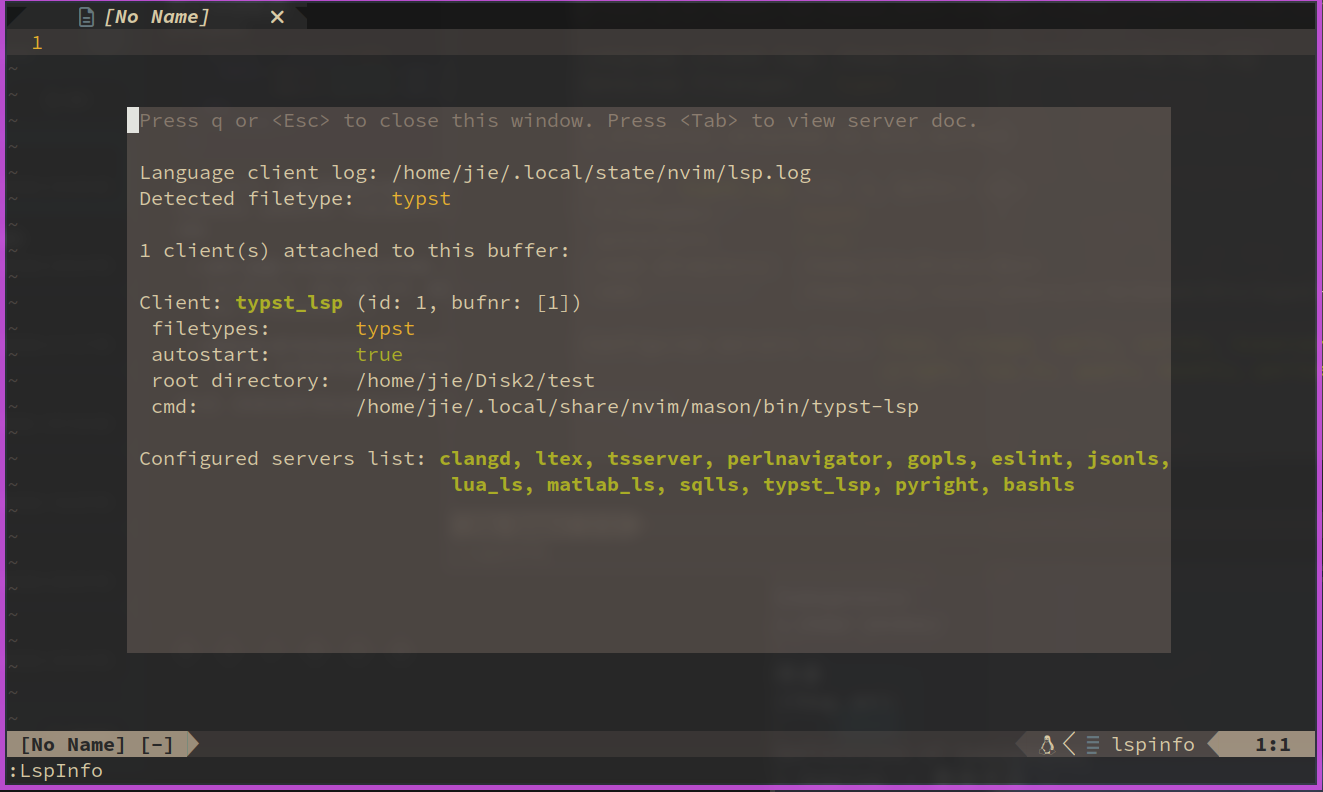 [No Name] ✕
1
Press q or <Esc> to close this window. Press <Tab> to view server doc.
Language client log: /home/jie/.local/state/nvim/lsp.log
Detected filetype:   typst
1 client(s) attached to this buffer:
Client: typst_lsp (id: 1, bufnr: [1])
filetypes:       typst
autostart:       true
root directory:  /home/jie/Disk2/test
cmd:             /home/jie/.local/share/nvim/mason/bin/typst-lsp
Configured servers list: clangd, ltex, tsserver, perlnavigator, gopls, eslint, jsonls,
lua_ls, matlab_ls, sqlls, typst_lsp, pyright, bashls
[No Name] [-] lspinfo 1:1
:LspInfo